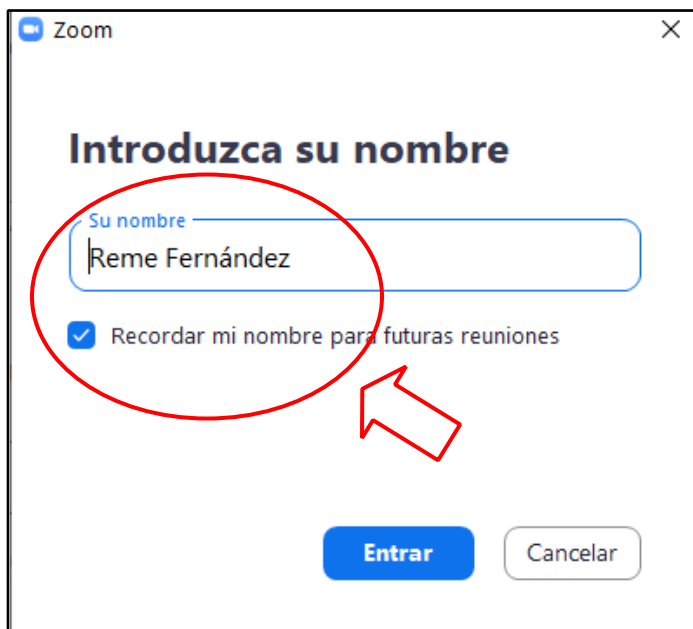 Zoom
Introduzca su nombre
Su nombre
Reme Fernández
Recordar mi nombre para futuras reuniones
Entrar Cancelar